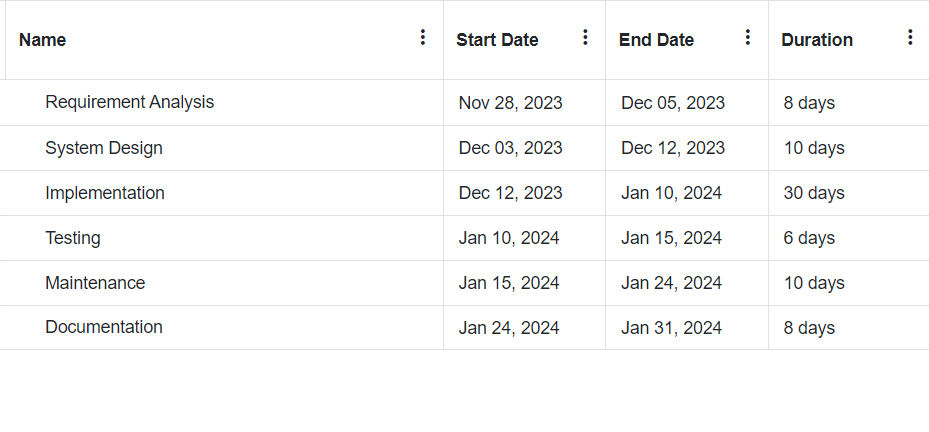 Name Start Date End Date Duration
Requirement Analysis Nov 28, 2023 Dec 05, 2023 8 days
System Design Dec 03, 2023 Dec 12, 2023 10 days
Implementation Dec 12, 2023 Jan 10, 2024 30 days
Testing Jan 10, 2024 Jan 15, 2024 6 days
Maintenance Jan 15, 2024 Jan 24, 2024 10 days
Documentation Jan 24, 2024 Jan 31, 2024 8 days